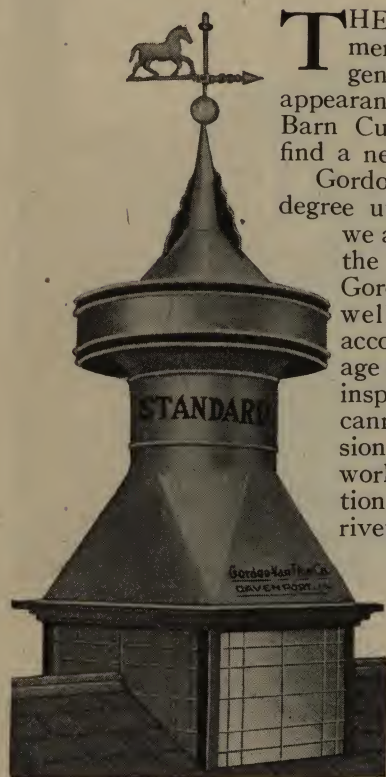 THE
men
gen
appearan
Barn Cu
find a ne
Gordo
degree u
we a
the
Gor
wel
acco
age
insp
cann
sion
work
tion
rive
STANDARD
Gordon-Van Tine Co.
DAVENPORT, IA.